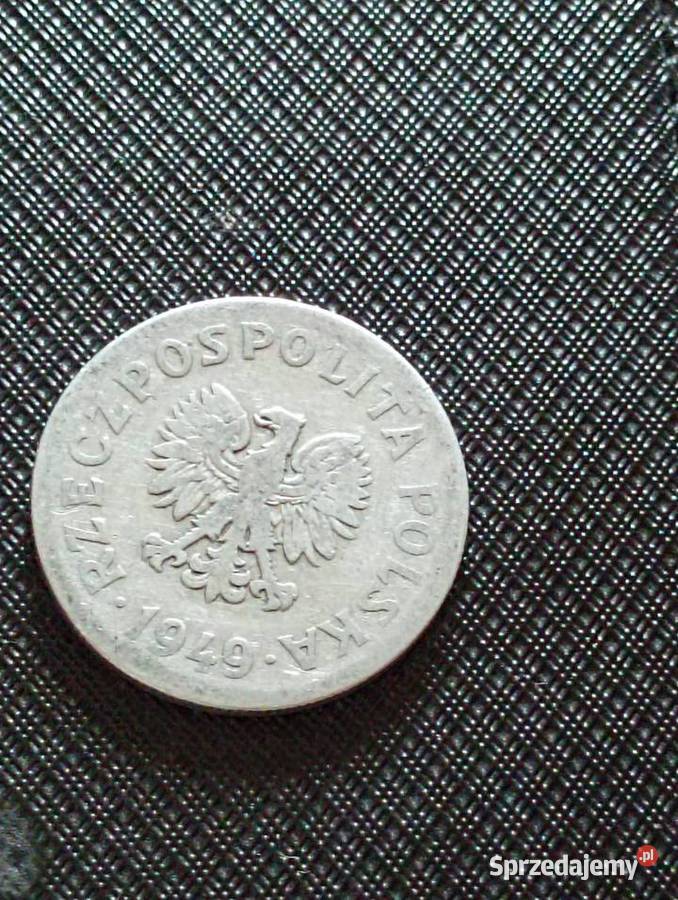 RZECZPOSPOLITA POLSKA
·1949·
Sprzedajemy.pl